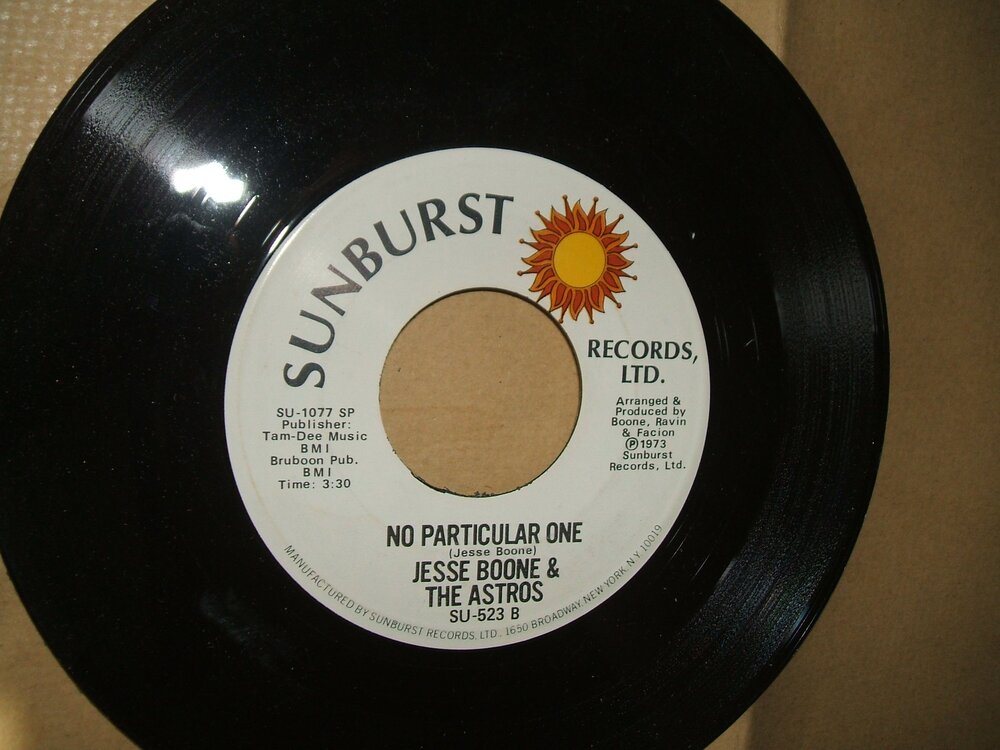 SUNBURST
RECORDS,
LTD.
SU-1077 SP
Publisher:
Tam-Dee Music
BMI
Bruboon Pub.
BMI
Time: 3:30
Arranged &
Produced by
Boone, Ravin
& Facion
Ⓟ1973
Sunburst
Records, Ltd.
NO PARTICULAR ONE
(Jesse Boone)
JESSE BOONE &
THE ASTROS
SU-523 B
MANUFACTURED BY SUNBURST RECORDS, LTD., 1650 BROADWAY, NEW YORK, N.Y. 10019